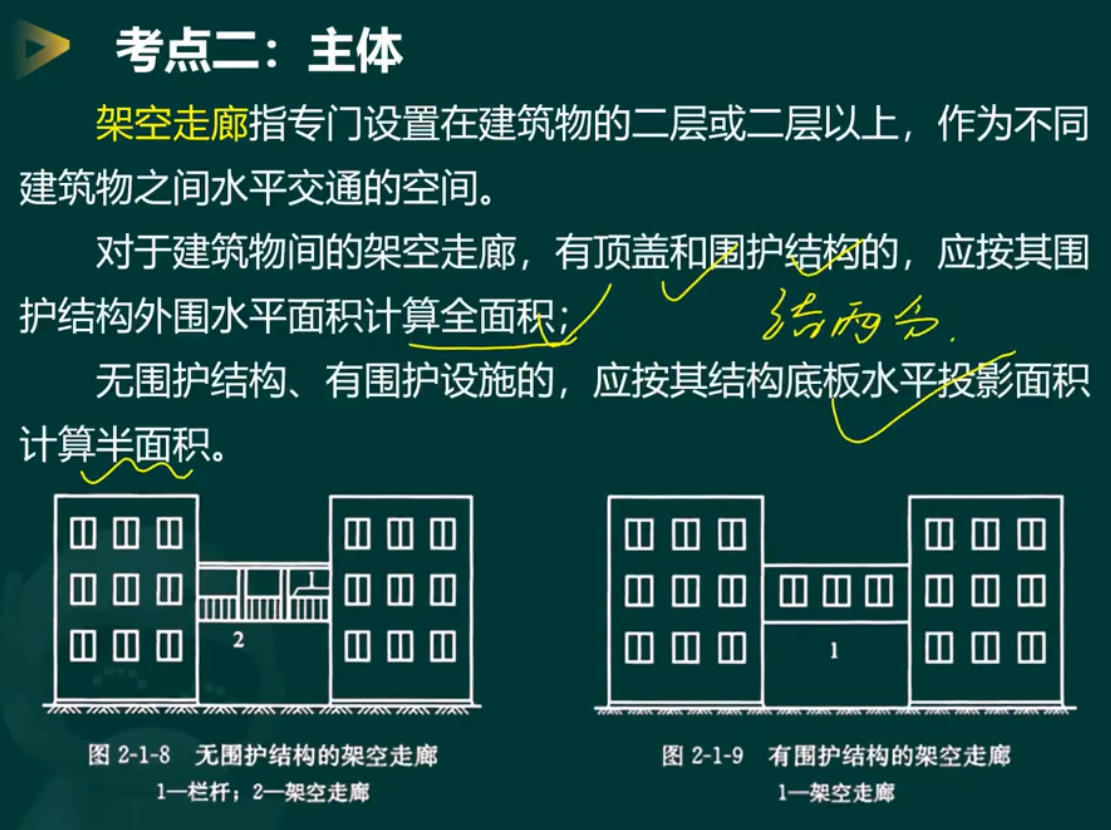 考点二：主体
架空走廊指专门设置在建筑物的二层或二层以上，作为不同
建筑物之间水平交通的空间。
对于建筑物间的架空走廊，有顶盖和围护结构的，应按其围
护结构外围水平面积计算全面积；
结两分.
无围护结构、有围护设施的，应按其结构底板水平投影面积
计算半面积。
1
2
1
图 2-1-8 无围护结构的架空走廊
1—栏杆；2—架空走廊
图 2-1-9 有围护结构的架空走廊
1—架空走廊